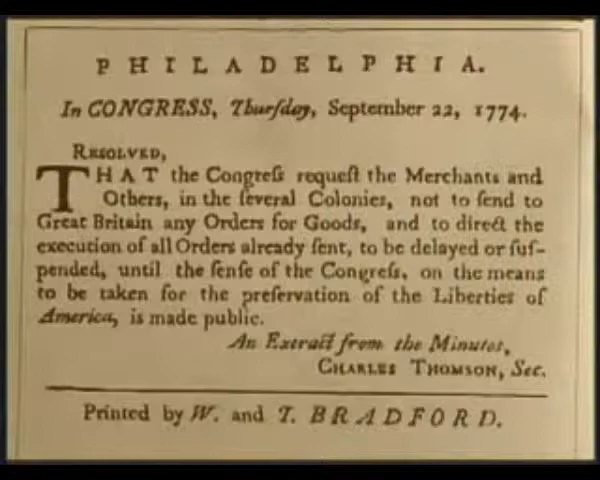 PHILADELPHIA.
In CONGRESS, Thurſday, September 22, 1774.
RESOLVED,
THAT the Congreſs requeſt the Merchants and
Others, in the ſeveral Colonies, not to ſend to
Great Britain any Orders for Goods, and to direct the
execution of all Orders already ſent, to be delayed or ſuſ-
pended, until the ſenſe of the Congreſs, on the means
to be taken for the preſervation of the Liberties of
America, is made public.
An Extract from the Minutes,
CHARLES THOMSON, Sec.
Printed by W. and T. BRADFORD.